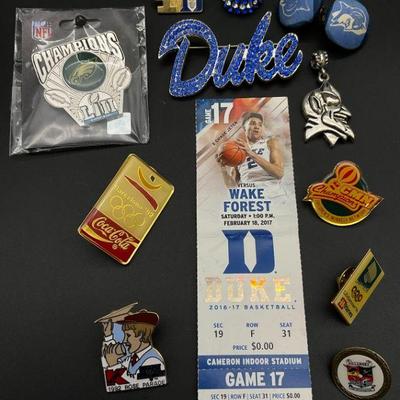 NFL
CHAMPIONS
LII
Duke
GAME 17
VERSUS
WAKE
FOREST
SATURDAY • 1:00 P.M.
FEBRUARY 18, 2017
D
DUKE
2016-17 BASKETBALL
SEC ROW SEAT
19 F 31
PRICE $0.00
CAMERON INDOOR STADIUM
GAME 17
SEC 19 | ROW F | SEAT 31
PRICE $0.00
Coca-Cola
K
1992 ROSE PARADE